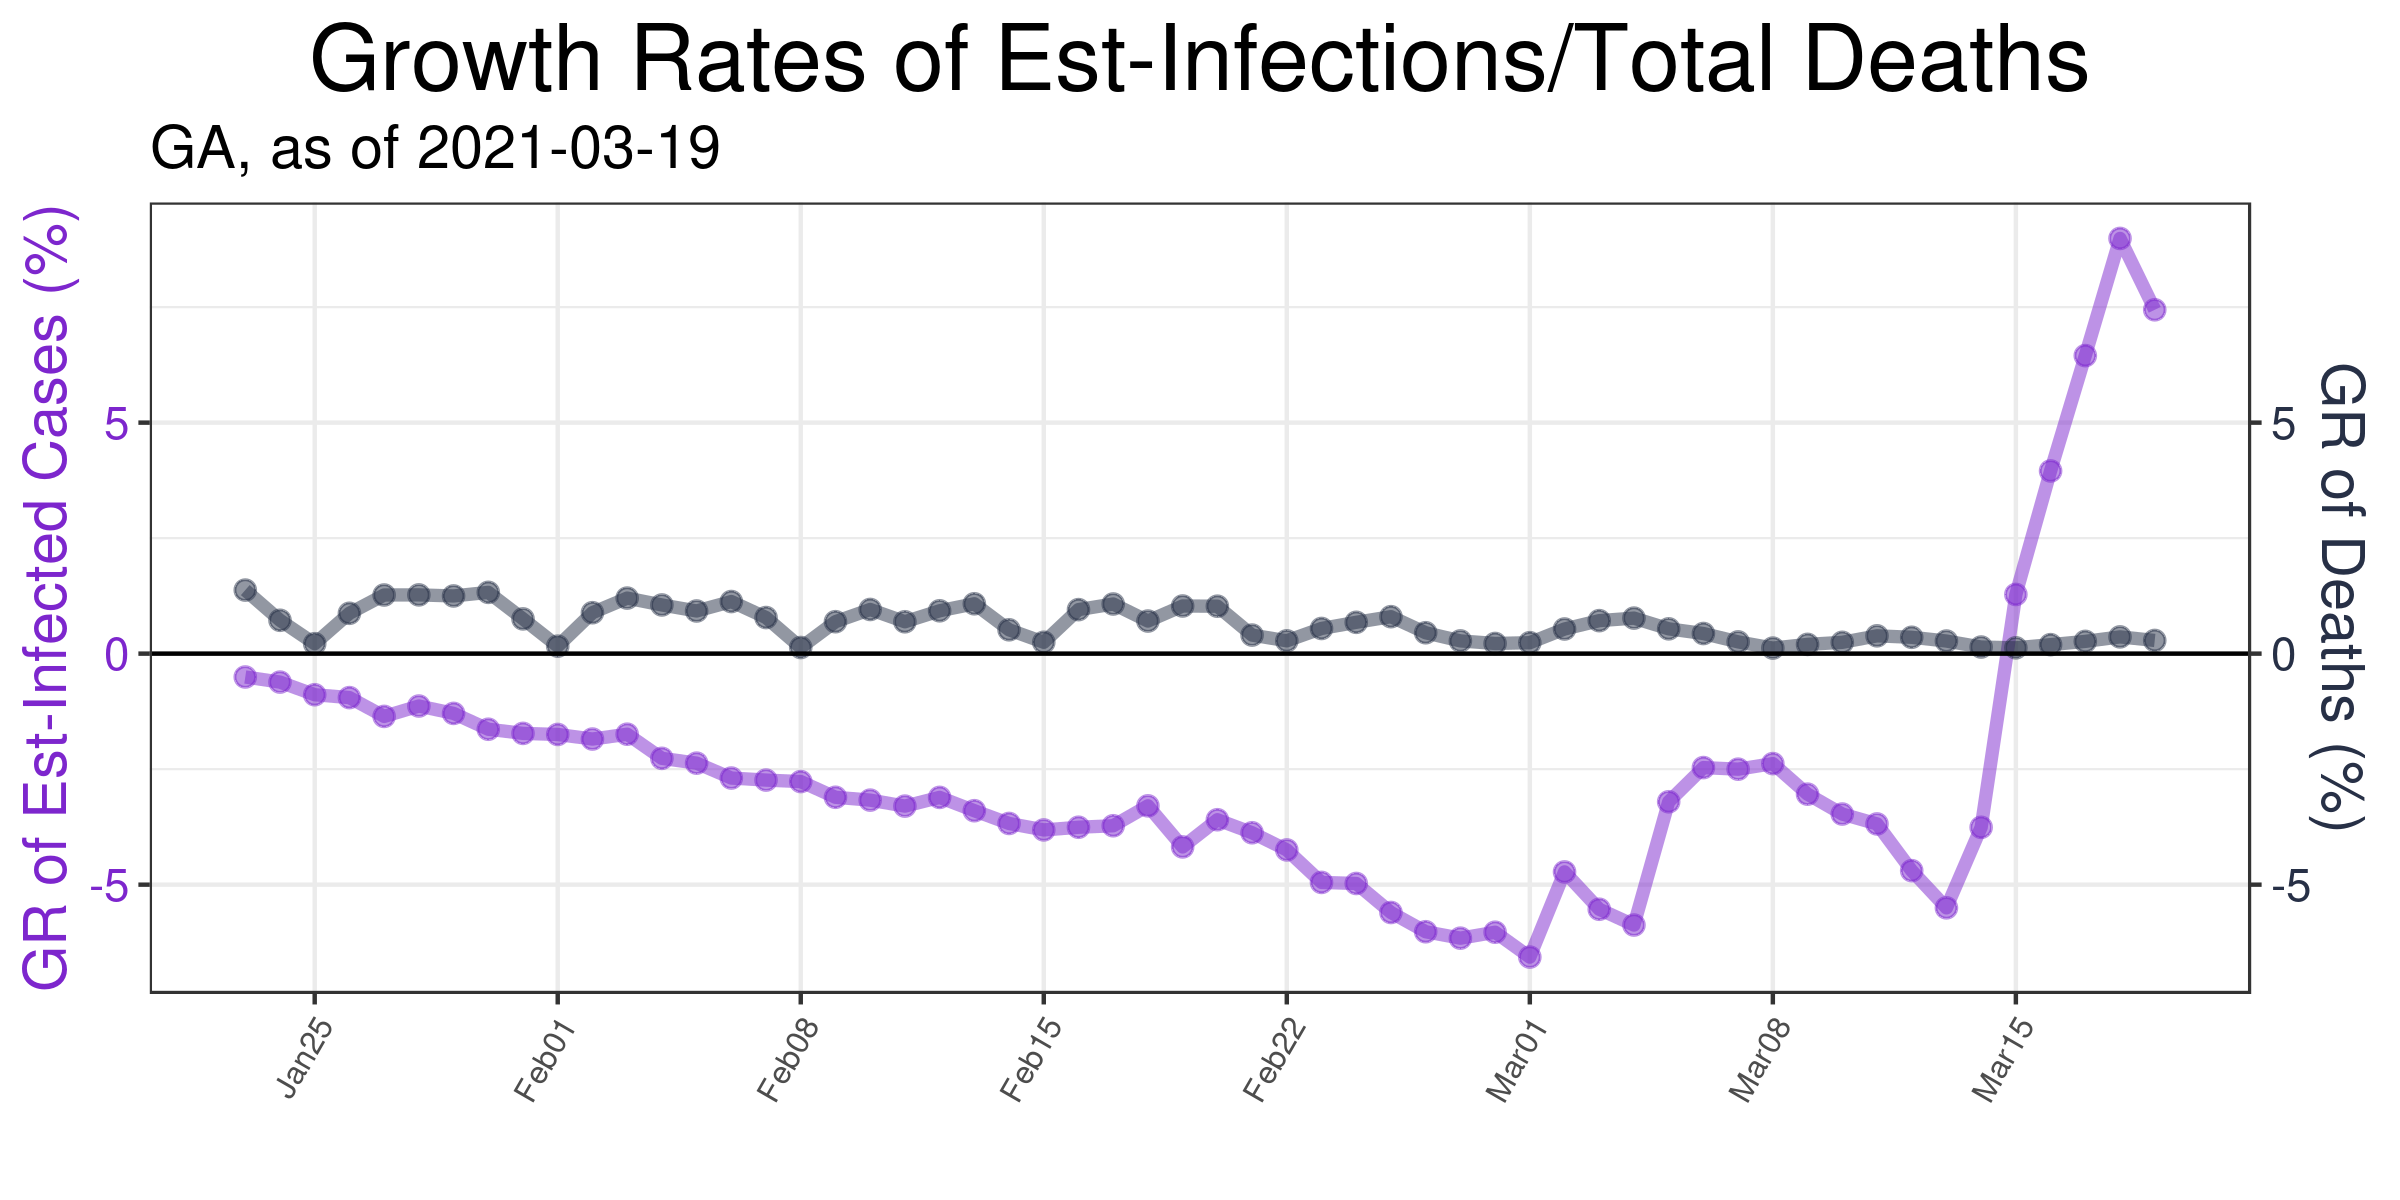 Growth Rates of Est-Infections/Total Deaths
GA, as of 2021-03-19
GR of Est-Infected Cases (%)
5
0
-5
GR of Deaths (%)
5
0
-5
Jan25
Feb01
Feb08
Feb15
Feb22
Mar01
Mar08
Mar15